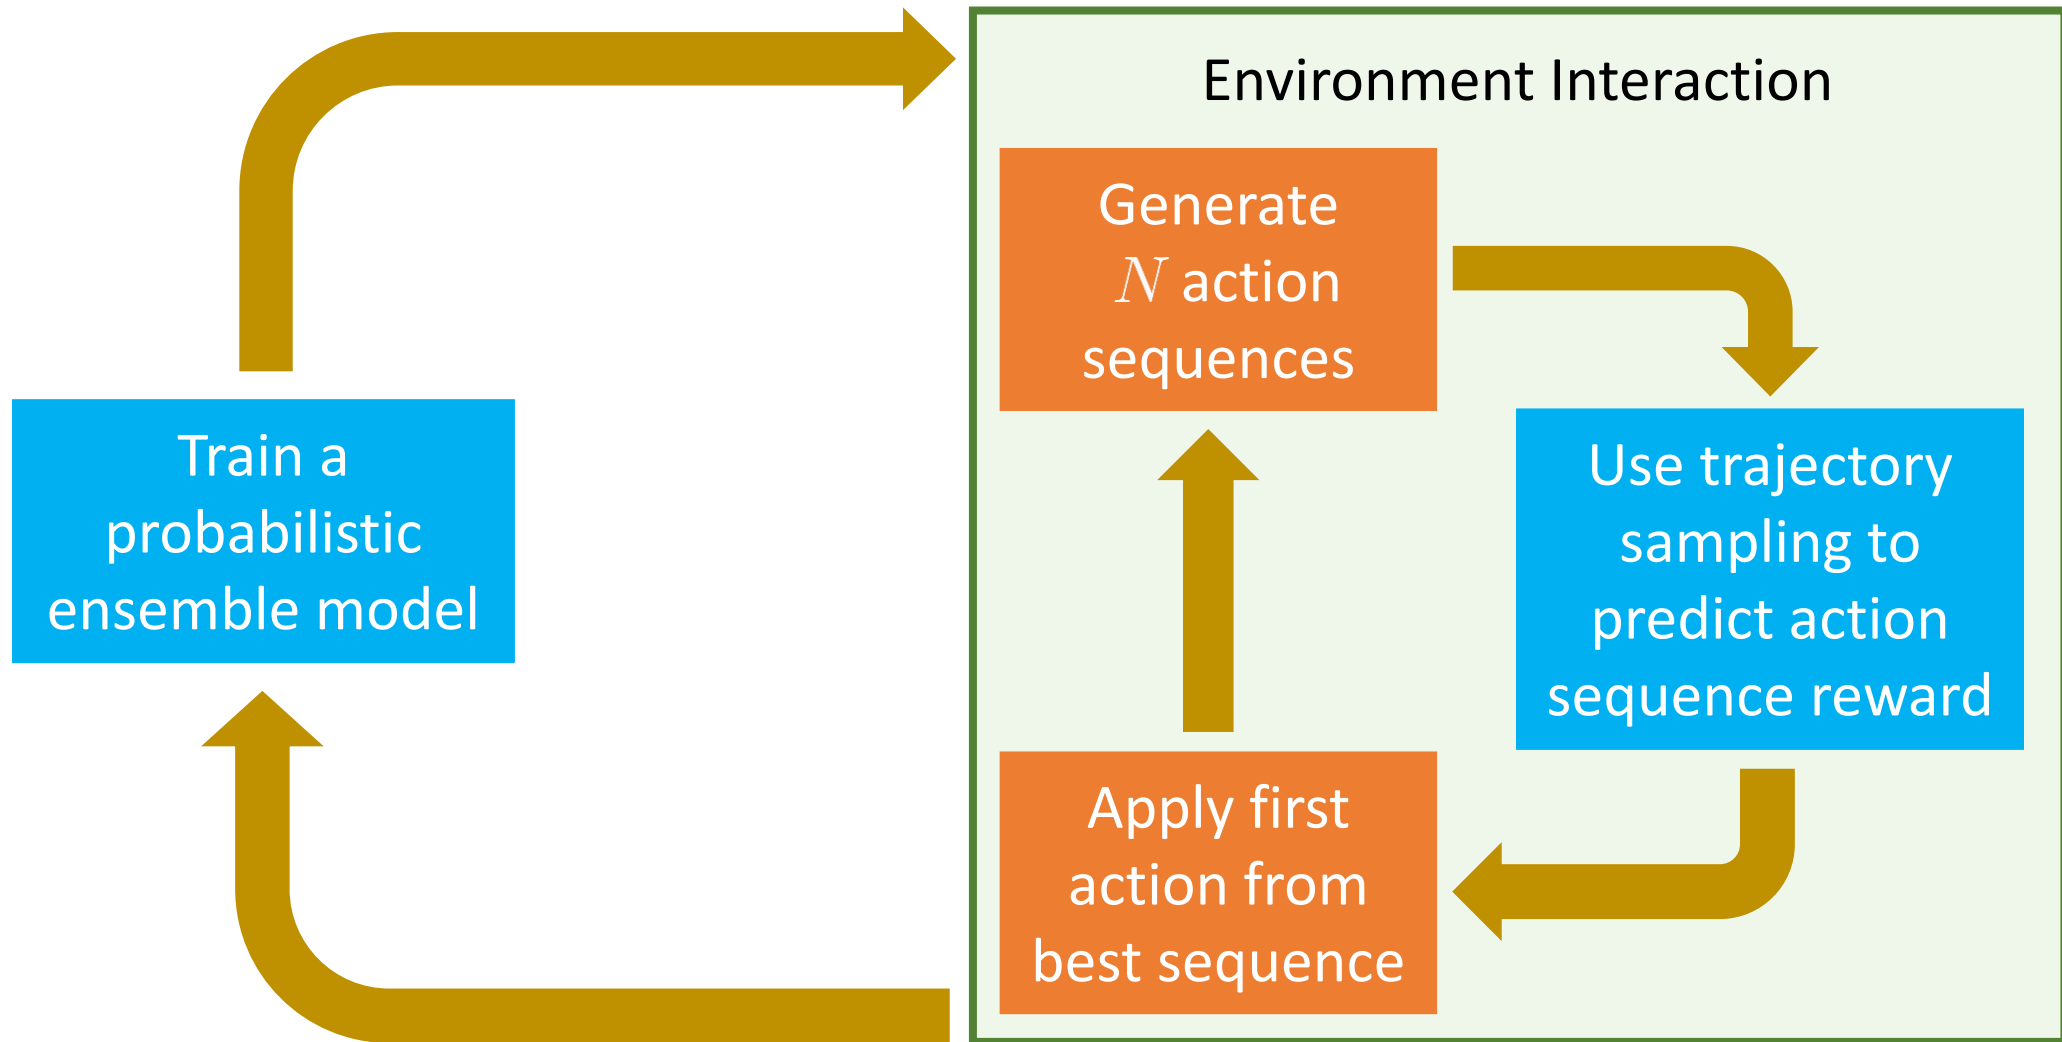 Environment Interaction
Generate
N action
sequences
Train a
probabilistic
ensemble model
Use trajectory
sampling to
predict action
sequence reward
Apply first
action from
best sequence